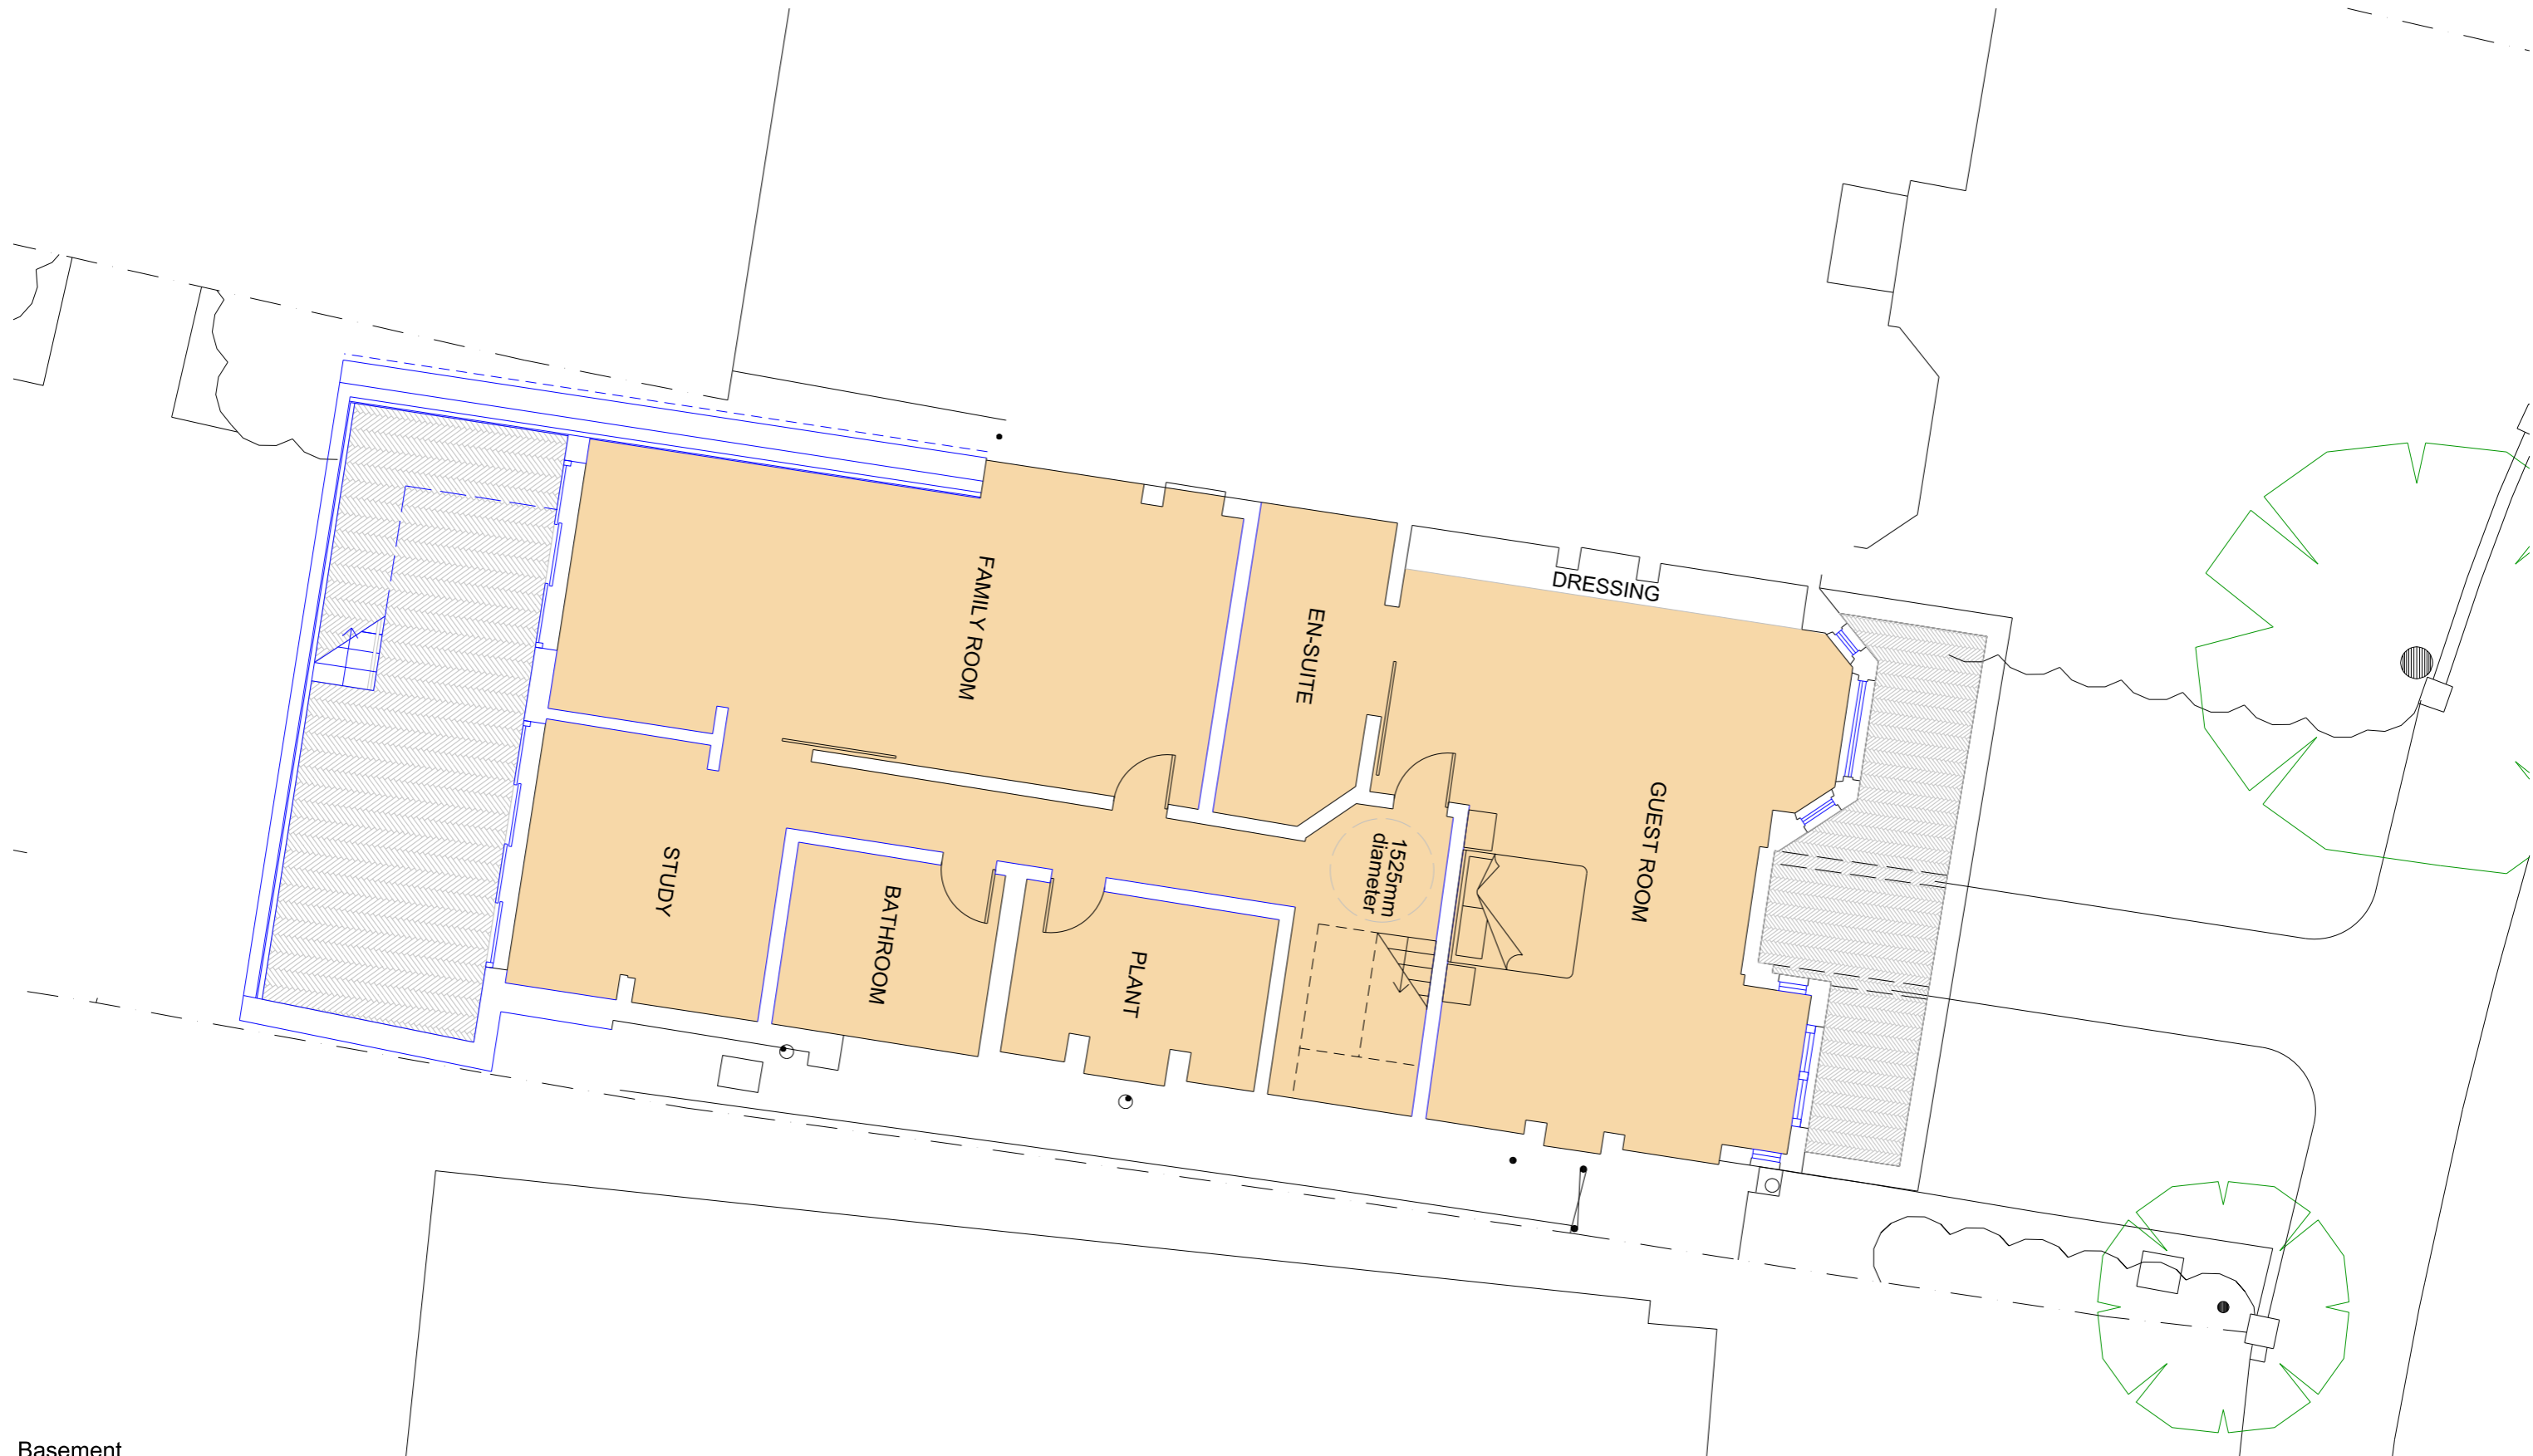 FAMILY ROOM
EN-SUITE
DRESSING
GUEST ROOM
STUDY
BATHROOM
PLANT
1525mm
diameter
Basement